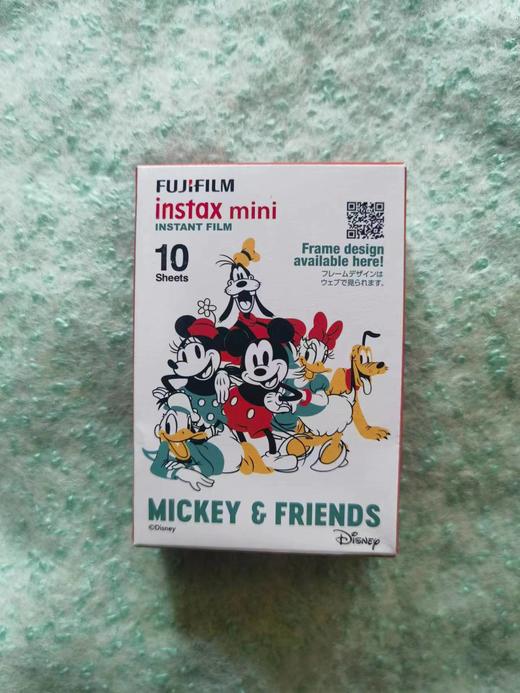 FUJIFILM
instax mini
INSTANT FILM
10
Sheets
Frame design
available here!
フレームデザインは
ウェブで見られます。
MICKEY & FRIENDS
©Disney
Disney